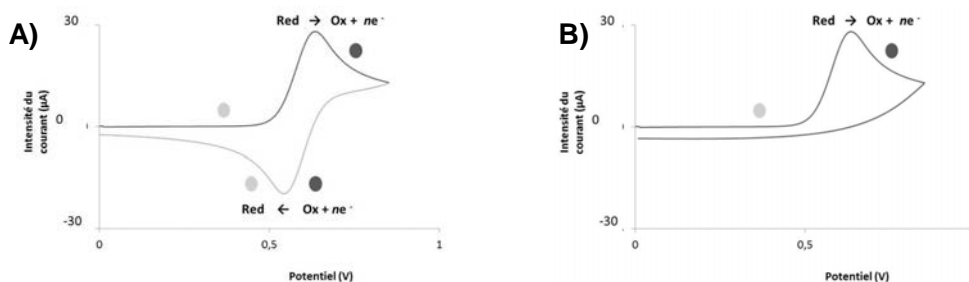 A)
30
Red → Ox + ne -
Intensité du
courant (µA)
0
Red ← Ox + ne -
-30
0
0,5
1
Potentiel (V)
B)
30
Red → Ox + ne -
Intensité du
courant (µA)
0
-30
0
0,5
Potentiel (V)